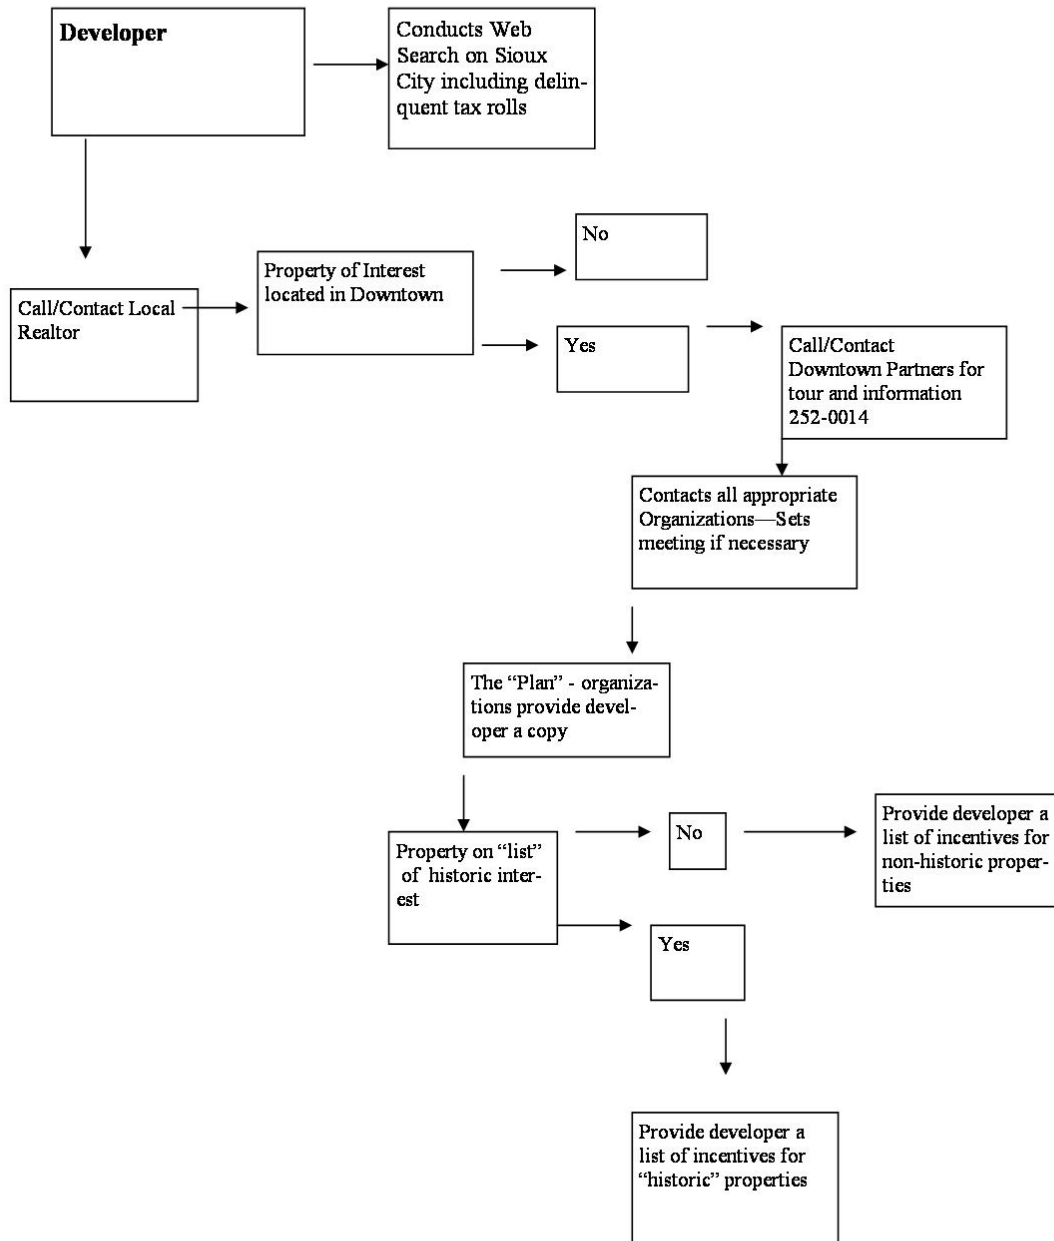 Developer
Conducts Web
Search on Sioux
City including delin-
quent tax rolls
No
Property of Interest
located in Downtown
Call/Contact Local
Realtor
Yes
Call/Contact
Downtown Partners for
tour and information
252-0014
Contacts all appropriate
Organizations—Sets
meeting if necessary
The “Plan” - organiza-
tions provide devel-
oper a copy
Property on “list”
of historic inter-
est
No
Provide developer a
list of incentives for
non-historic proper-
ties
Yes
Provide developer a
list of incentives for
“historic” properties